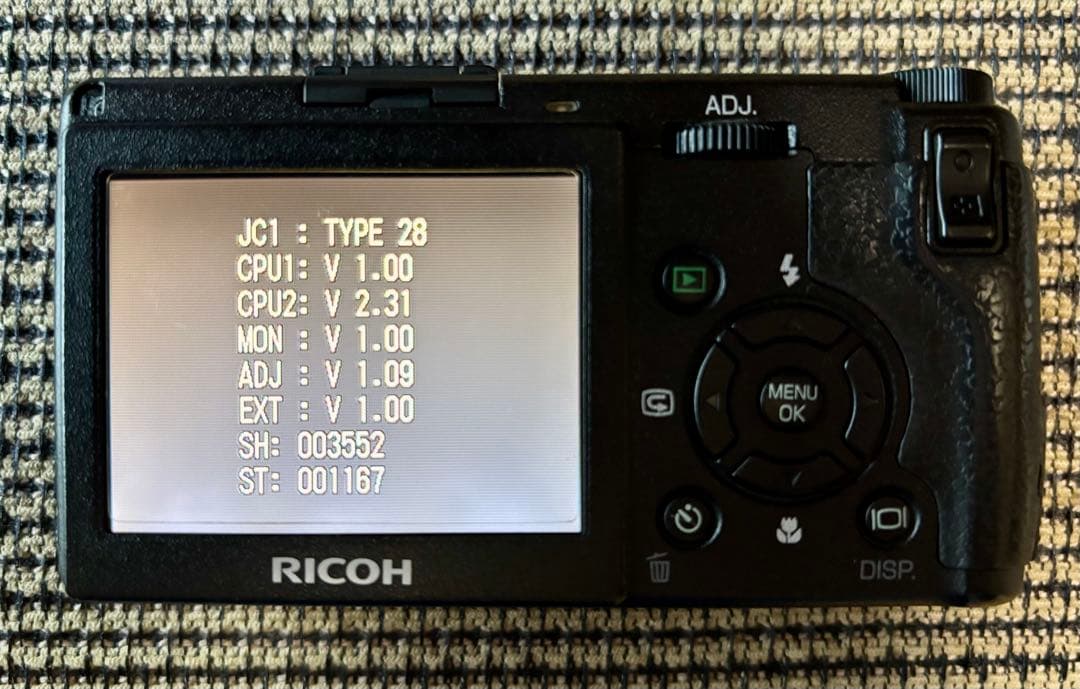 ADJ.
JC1 : TYPE 28
CPU1: V 1.00
CPU2: V 2.31
MON : V 1.00
ADJ : V 1.09
EXT : V 1.00
SH: 003552
ST: 001167
MENU
OK
RICOH
DISP.